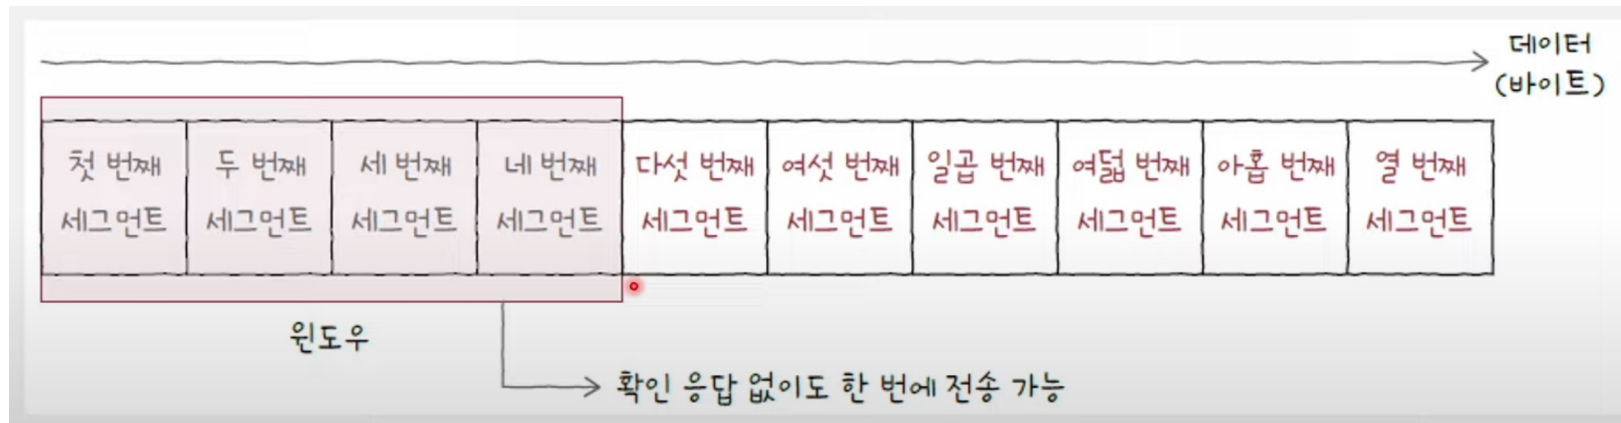 데이터
(바이트)
첫 번째 두 번째 세 번째 네 번째 다섯 번째 여섯 번째 일곱 번째 여덟 번째 아홉 번째 열 번째
세그먼트 세그먼트 세그먼트 세그먼트 세그먼트 세그먼트 세그먼트 세그먼트 세그먼트 세그먼트
윈도우
확인 응답 없이도 한 번에 전송 가능